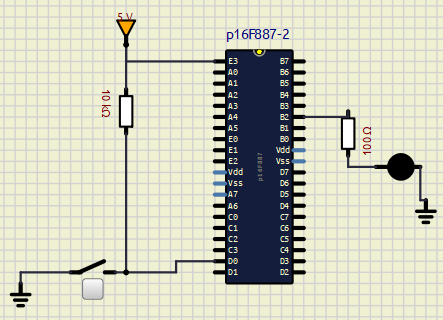 5 V
p16F887-2
E3 B7
A0 B6
A1 B5
A2 B4
A3 B3
A4 B2
A5 B1
E0 B0
E1 Vdd
E2 Vss
Vdd D7
Vss D6
A7 D5
A6 D4
C0 C7
C1 C6
C2 C5
C3 C4
D0 D3
D1 D2
p16f887
10 kΩ
100 Ω